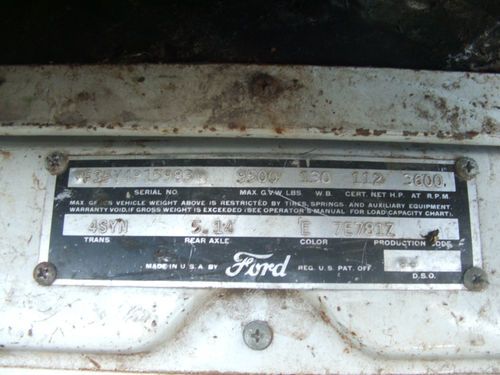 9500 130 112 3600
SERIAL NO. MAX. G.V.W. LBS. W.B. CERT. NET H.P. AT R.P.M.
MAX. GROSS VEHICLE WEIGHT ABOVE IS RESTRICTED BY TIRES, SPRINGS, AND AUXILIARY EQUIPMENT.
WARRANTY VOID, IF GROSS WEIGHT IS EXCEEDED (SEE OPERATOR'S MANUAL FOR LOAD CAPACITY CHART).
4SYN 5.14 E
TRANS REAR AXLE COLOR PRODUCTION CODE
MADE IN U.S.A BY Ford REG. U.S. PAT. OFF.
D.S.O.